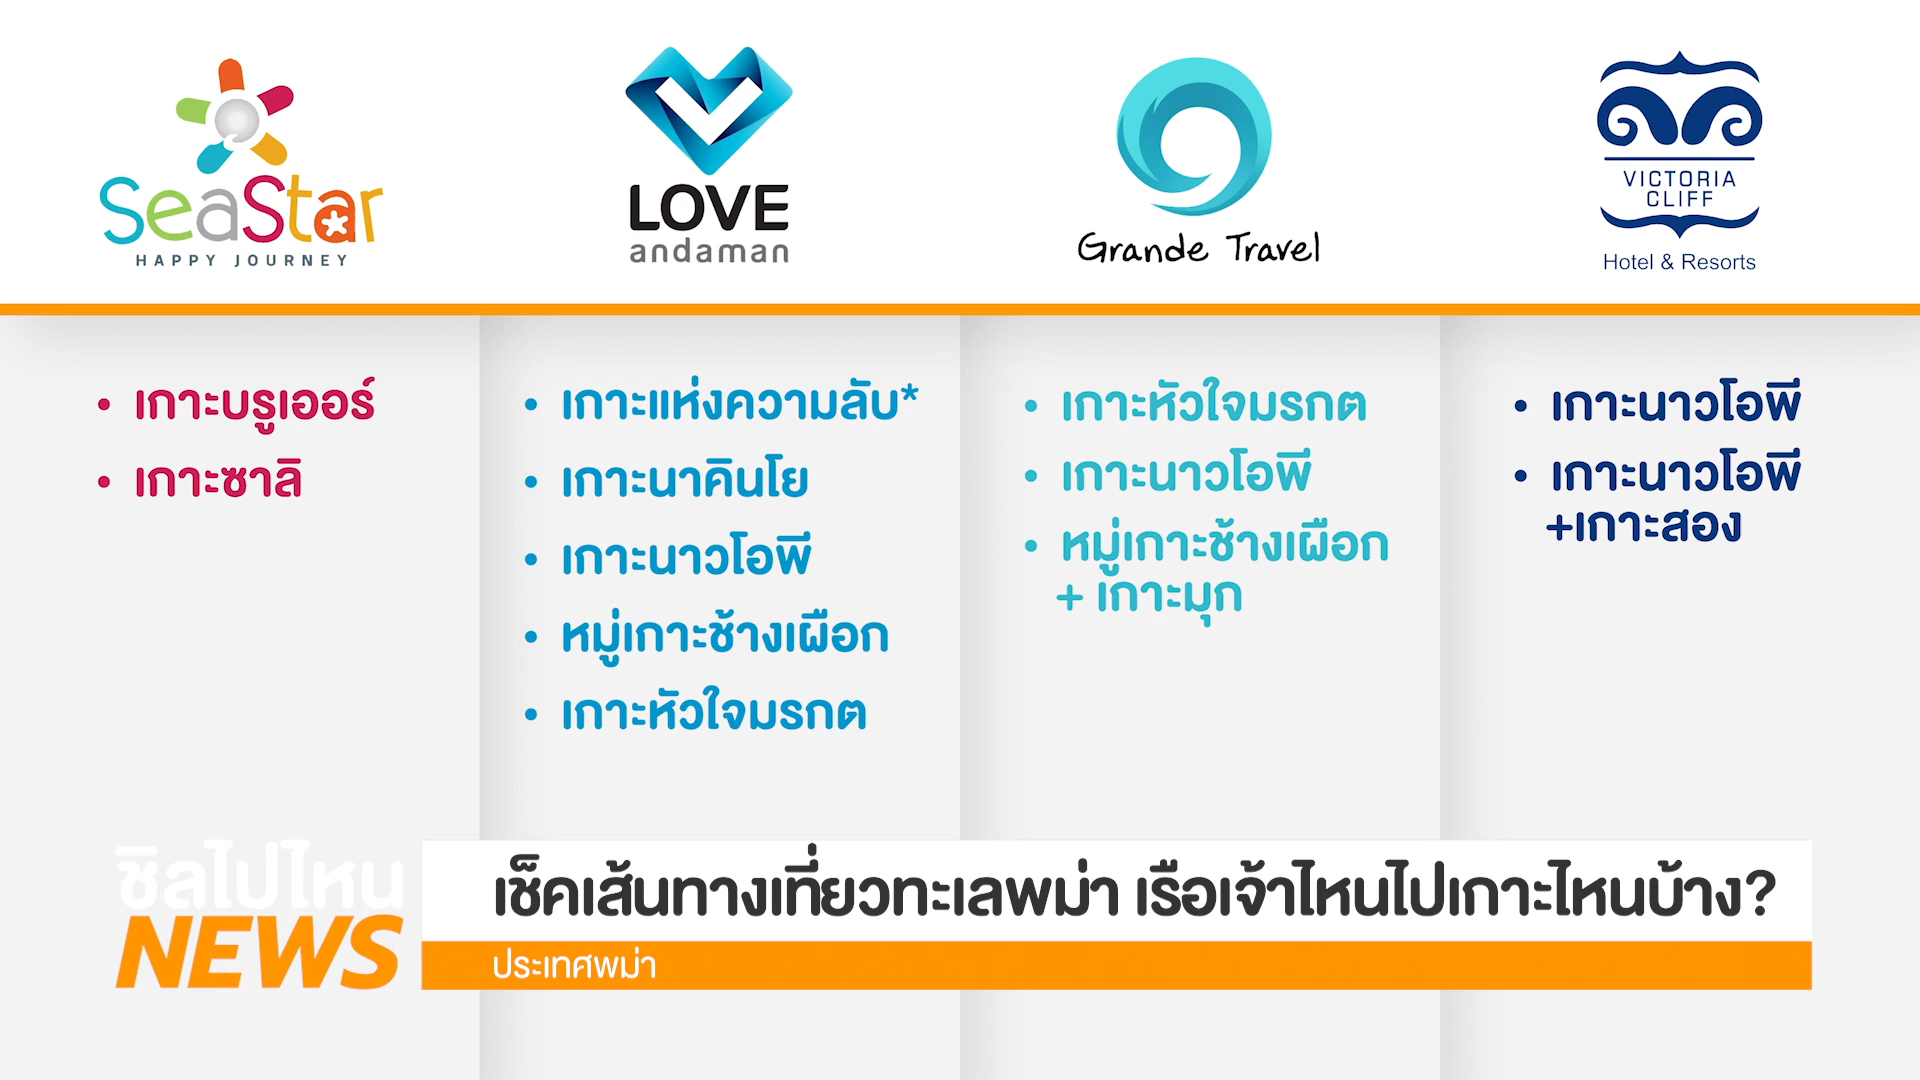 SeaStar
HAPPY JOURNEY
LOVE
andaman
Grande Travel
VICTORIA
CLIFF
Hotel & Resorts
• เกาะบรูเออร์
• เกาะซาลิ
• เกาะแห่งความลับ*
• เกาะนาคินโย
• เกาะนาวโอพี
• หมู่เกาะช้างเผือก
• เกาะหัวใจมรกต
• เกาะหัวใจมรกต
• เกาะนาวโอพี
• หมู่เกาะช้างเผือก
+ เกาะมุก
• เกาะนาวโอพี
• เกาะนาวโอพี
+เกาะสอง
ชิลไปไหน
NEWS
เช็คเส้นทางเที่ยวทะเลพม่า เรือเจ้าไหนไปเกาะไหนบ้าง?
ประเทศพม่า